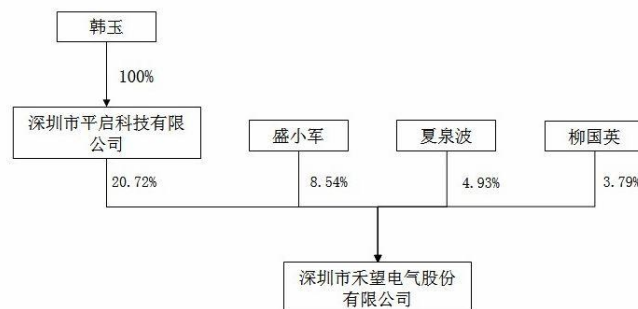 韩玉
100%
深圳市平启科技有限
公司
盛小军
夏泉波
柳国英
20.72%
8.54%
4.93%
3.79%
深圳市禾望电气股份
有限公司